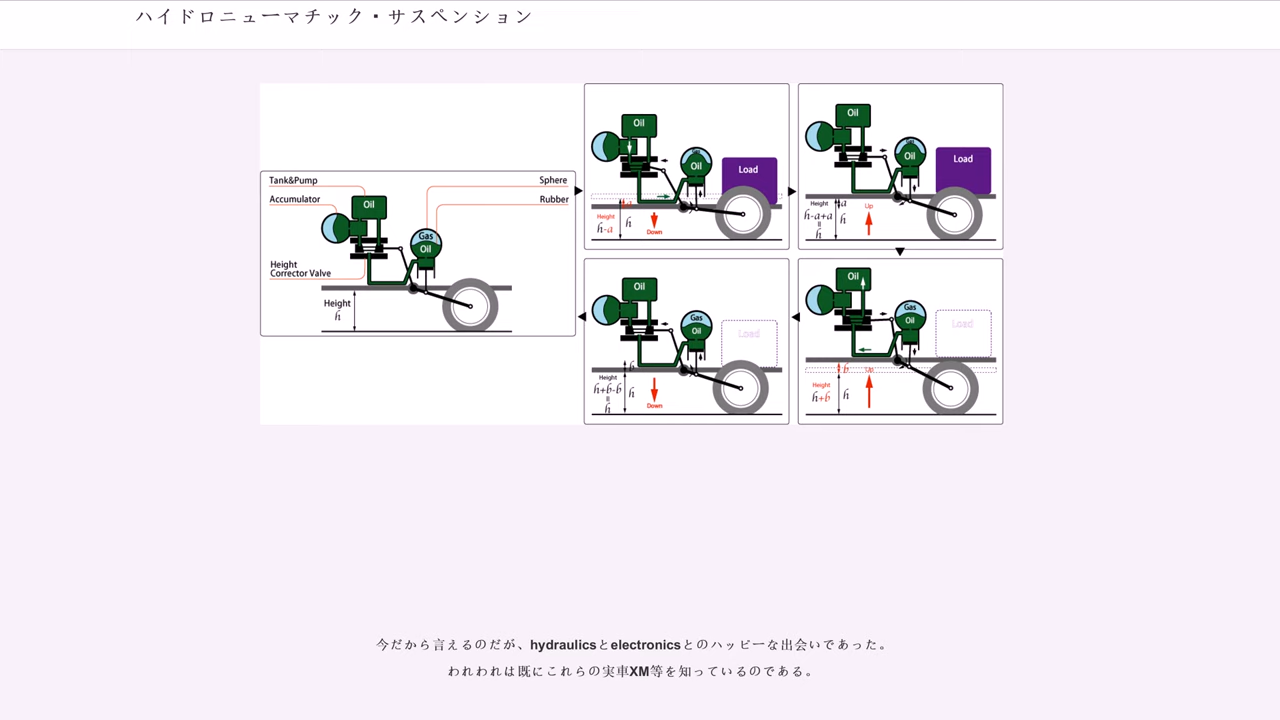 ハイドロニューマチック・サスペンション
Tank&Pump
Accumulator
Sphere
Rubber
Oil
Gas
Oil
Height
Corrector Valve
Height
h
Oil
Oil
Load
Height
h-a
h
Down
Oil
Oil
Load
Height
h-a+a
=
h
a
h
Up
Oil
Gas
Oil
Load
Height
h+b-b
=
h
b
h
Down
Oil
Gas
Oil
Load
b
Up
Height
h+b
h
今だから言えるのだが、hydraulicsとelectronicsとのハッピーな出会いであった。
われわれは既にこれらの実車XM等を知っているのである。